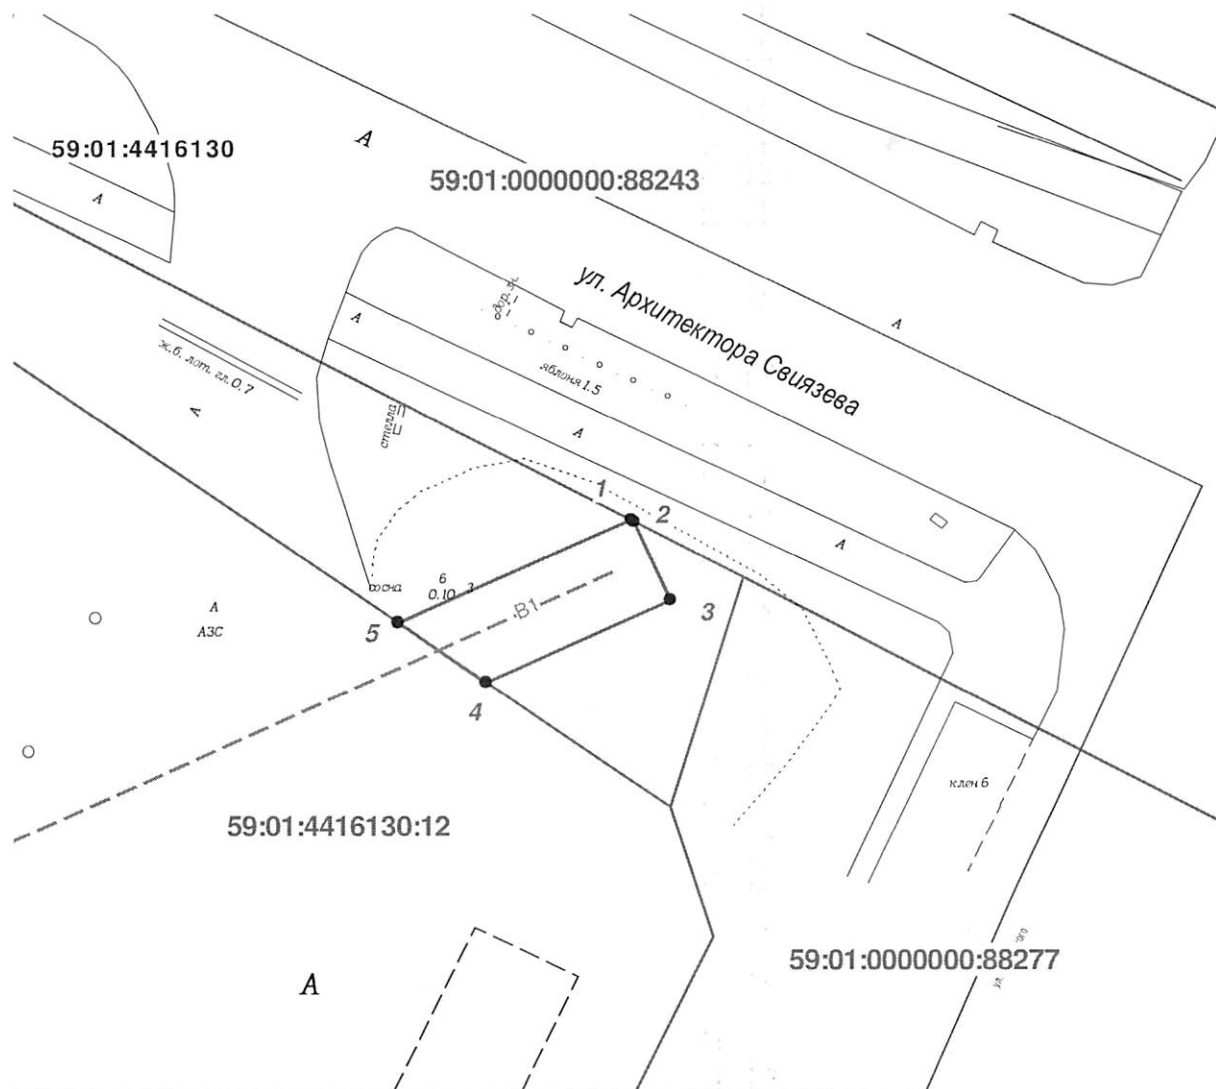 59:01:4416130
А
59:01:0000000:88243
А
ул. Архитектора Свиязева
А
А
ж.б. лот. гл.0.7
яблоня 1.5
А
стелла
А
1
2
А
сосна
6
0.10 3
В1
3
5
А
АЗС
4
клен 6
59:01:4416130:12
59:01:0000000:88277
А
ул.